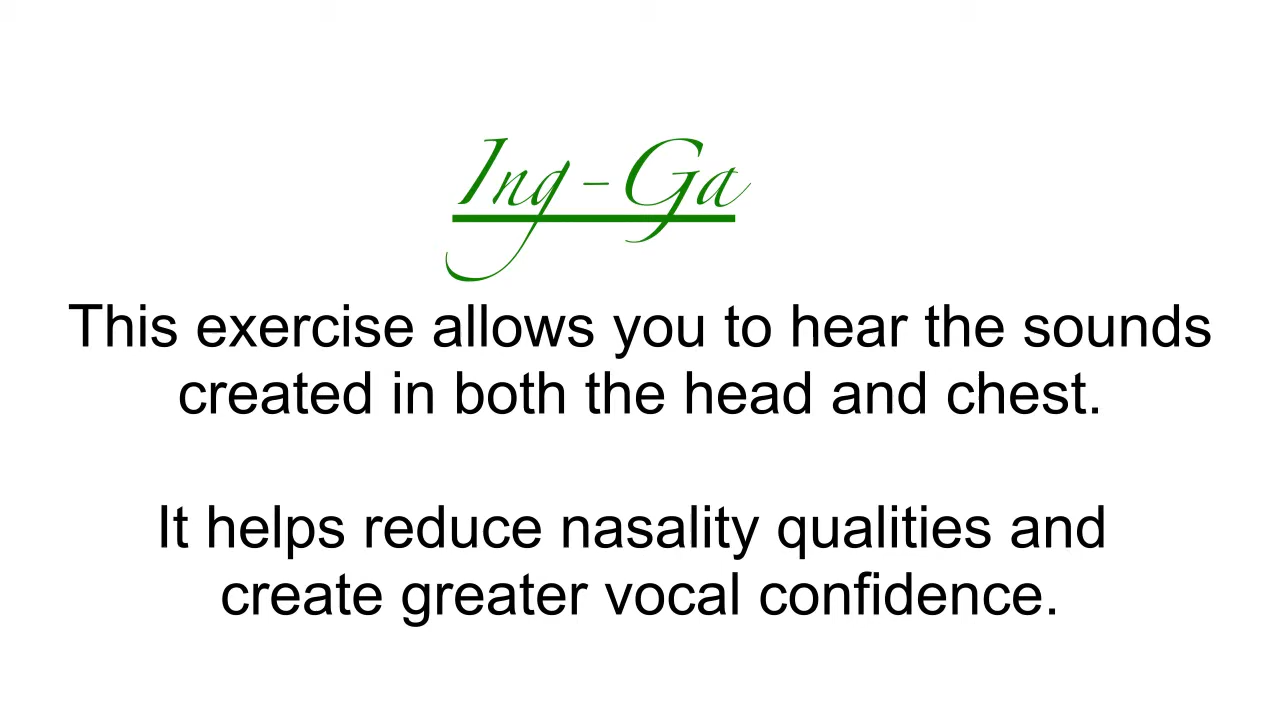 Ing-Ga
This exercise allows you to hear the sounds
created in both the head and chest.
It helps reduce nasality qualities and
create greater vocal confidence.